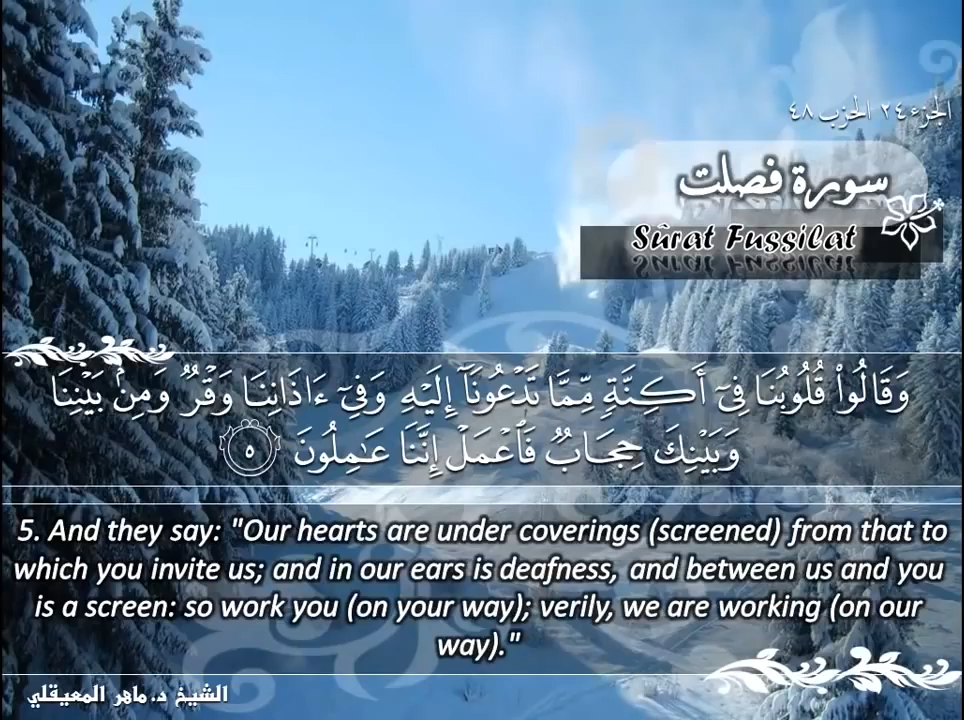 الجزء ٢٤ الحزب ٤٨
سورة فصلت
Sûrat Fussilat
وَقَالُوا۟ قُلُوبُنَا فِىٓ أَكِنَّةٍۢ مِّمَّا تَدْعُونَآ إِلَيْهِ وَفِىٓ ءَاذَانِنَا وَقْرٌۭ وَمِنۢ بَيْنِنَا
وَبَيْنِكَ حِجَابٌۭ فَٱعْمَلْ إِنَّنَا عَـٰمِلُونَ ٥
5. And they say: "Our hearts are under coverings (screened) from that to
which you invite us; and in our ears is deafness, and between us and you
is a screen: so work you (on your way); verily, we are working (on our
way)."
الشيخ د. ماهر المعيقلي